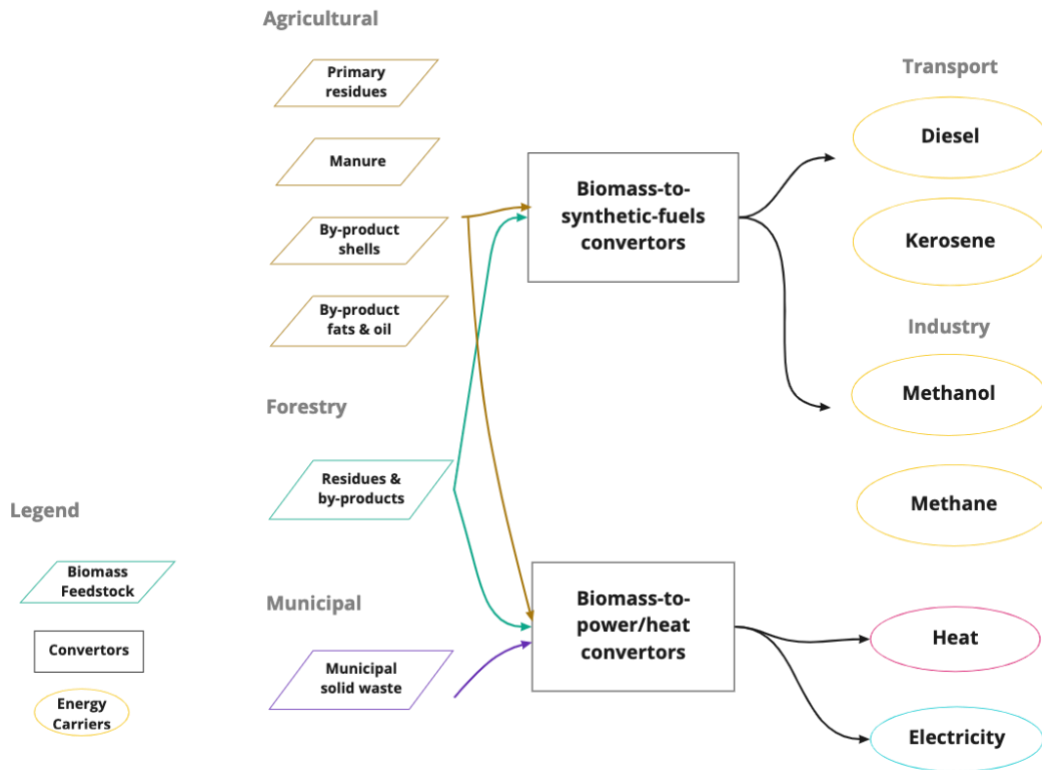 Agricultural
Primary
residues
Manure
By-product
shells
By-product
fats & oil
Forestry
Residues &
by-products
Municipal
Municipal
solid waste
Legend
Biomass
Feedstock
Convertors
Energy
Carriers
Biomass-to-
synthetic-fuels
convertors
Biomass-to-
power/heat
convertors
Transport
Diesel
Kerosene
Industry
Methanol
Methane
Heat
Electricity